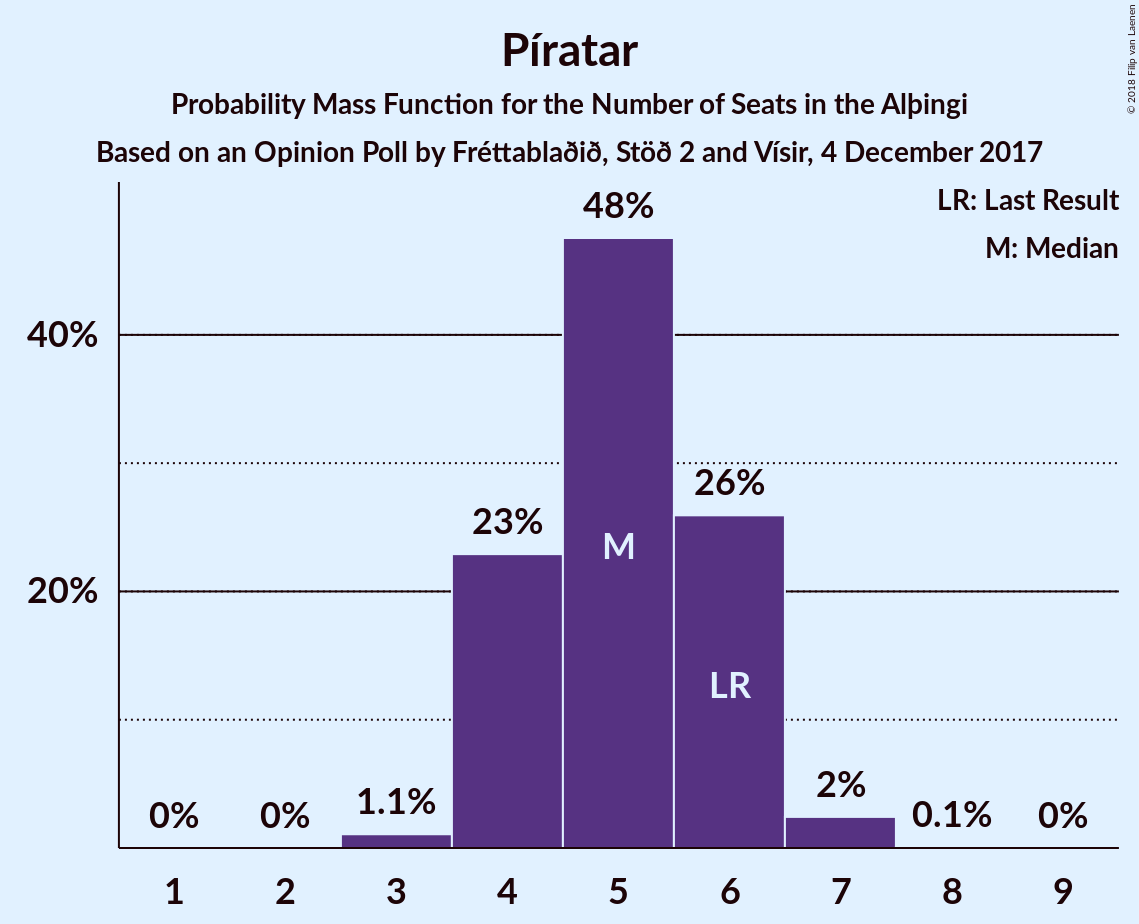 Píratar
Probability Mass Function for the Number of Seats in the Alþingi
Based on an Opinion Poll by Fréttablaðið, Stöð 2 and Vísir, 4 December 2017
© 2018 Filip van Laenen
LR: Last Result
M: Median
40%
20%
0%
0%
1.1%
23%
48%
26%
2%
0.1%
0%
M
LR
1 2 3 4 5 6 7 8 9